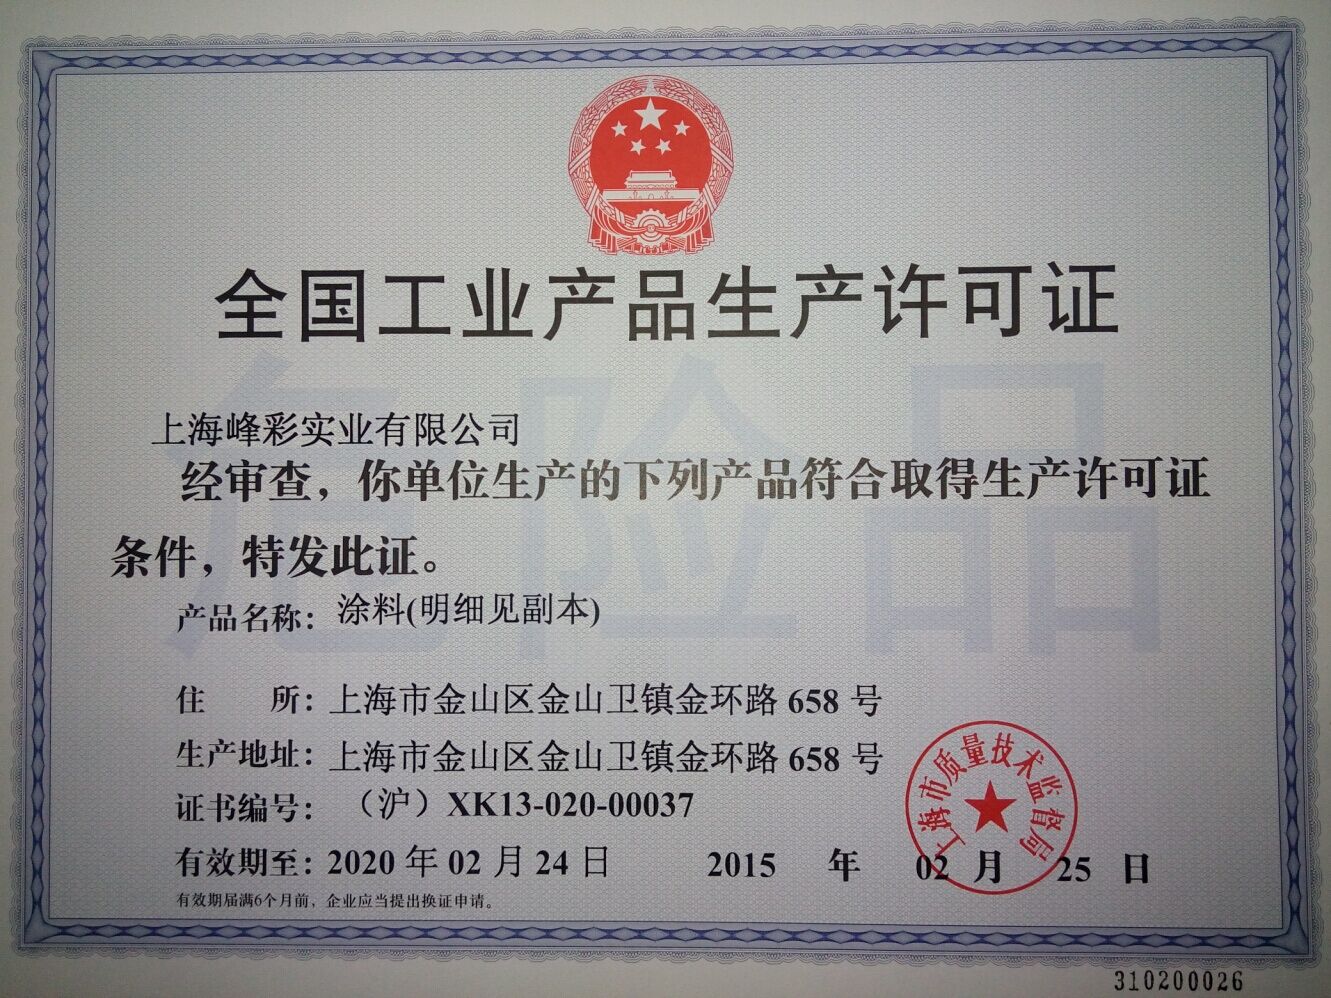 全国工业产品生产许可证
危险品
上海峰彩实业有限公司
经审查，你单位生产的下列产品符合取得生产许可证
条件，特发此证。
产品名称：涂料(明细见副本)
住 所：上海市金山区金山卫镇金环路 658 号
生产地址：上海市金山区金山卫镇金环路 658 号
证书编号：（沪）XK13-020-00037
有效期至：2020 年 02 月 24 日 2015 年 02 月 25 日
上海市质量技术监督局
有效期届满6个月前，企业应当提出换证申请。
310200026